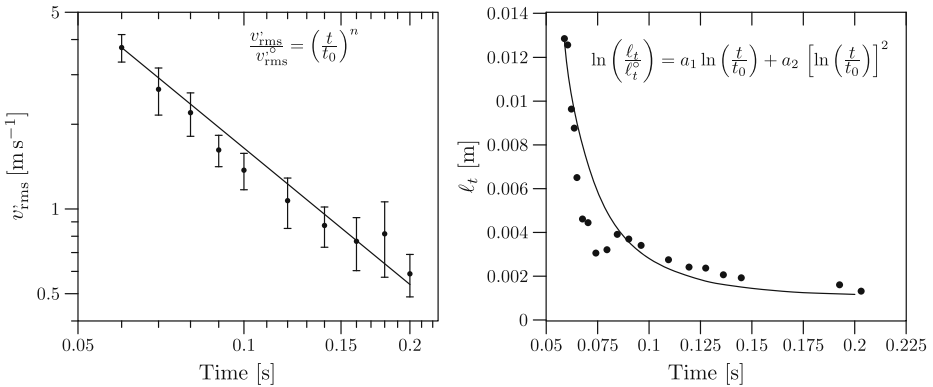 5
1
0.5
v'rms [m s−1]
v'rms / v'°rms = (t / t0)^n
0.05 0.1 0.15 0.2
Time [s]
0.014
0.012
0.01
0.008
0.006
0.004
0.002
0
ℓt [m]
ln (ℓt / ℓ°t) = a1 ln (t / t0) + a2 [ln (t / t0)]^2
0.05 0.075 0.1 0.125 0.15 0.175 0.2 0.225
Time [s]